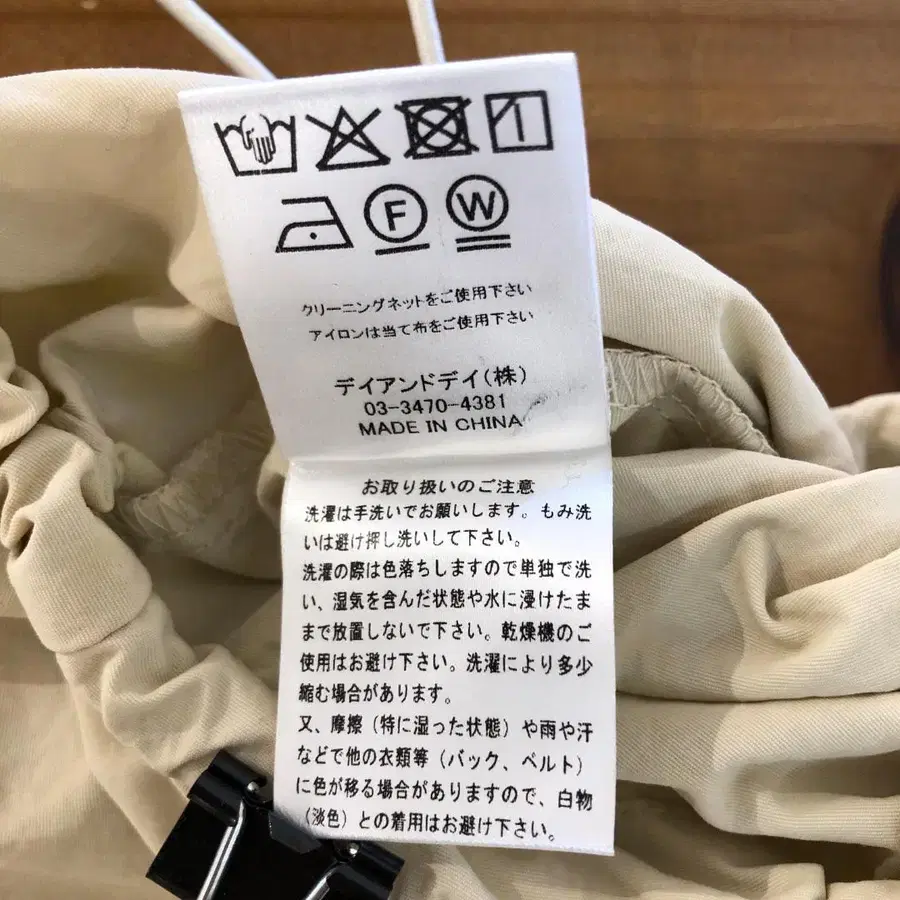 F W
クリーニングネットをご使用下さい
アイロンは当て布をご使用下さい
デイアンドデイ(株)
03-3470-4381
MADE IN CHINA
お取り扱いのご注意
洗濯は手洗いでお願いします。もみ洗
いは避け押し洗いして下さい。
洗濯の際は色落ちしますので単独で洗
い、湿気を含んだ状態や水に浸けたま
まで放置しないで下さい。乾燥機のご
使用はお避け下さい。洗濯により多少
縮む場合があります。
又、摩擦(特に湿った状態)や雨や汗
などで他の衣類等(バック、ベルト)
に色が移る場合がありますので、白物
(淡色)との着用はお避け下さい。